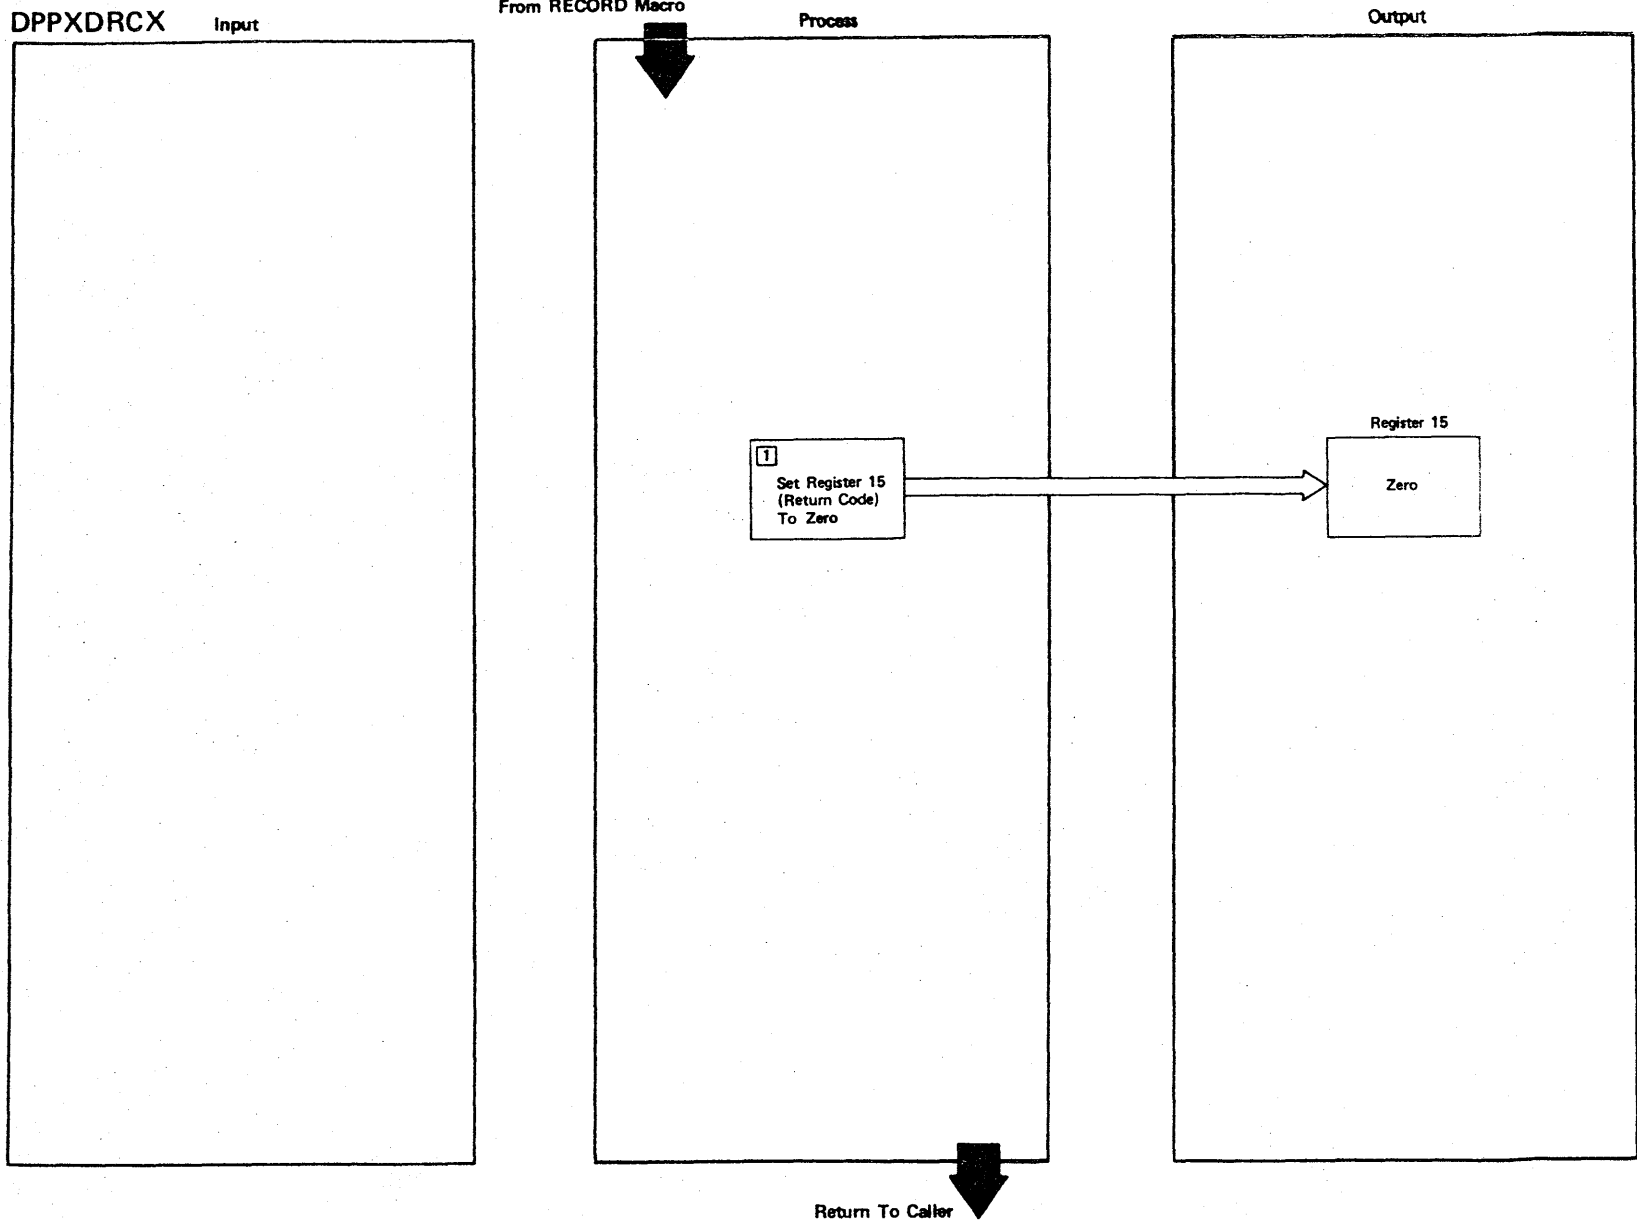 From RECORD Macro
DPPXDRCX
Input
Process
Output
1
Set Register 15
(Return Code)
To Zero
Register 15
Zero
Return To Caller